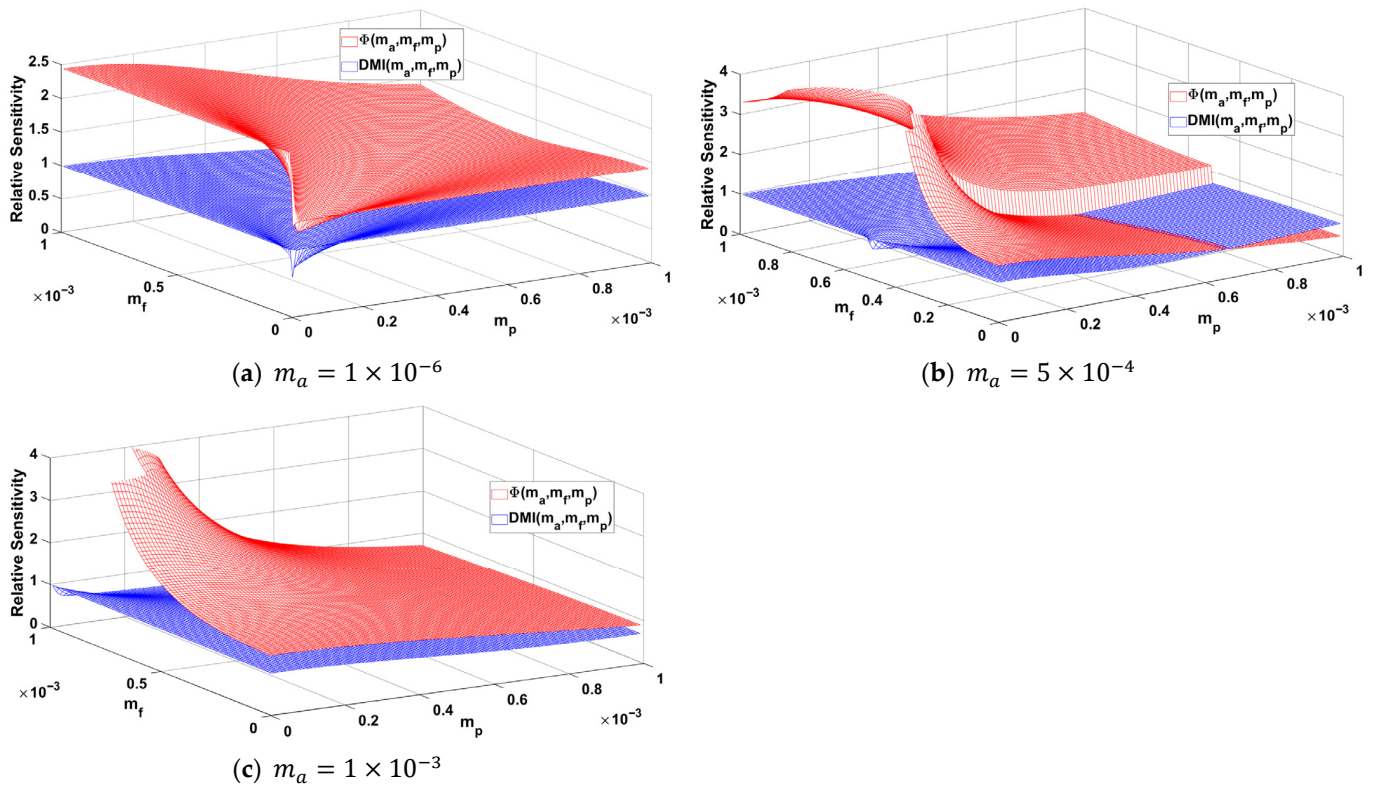 Φ(m_a,m_f,m_p)
DMI(m_a,m_f,m_p)
Relative Sensitivity
2.5
2
1.5
1
0.5
0
1
0.5
0
×10⁻³
m_f
0
0.2
0.4
0.6
0.8
1
×10⁻³
m_p
(a) m_a = 1 × 10⁻⁶
Φ(m_a,m_f,m_p)
DMI(m_a,m_f,m_p)
Relative Sensitivity
4
3
2
1
0
1
0.8
0.6
0.4
0.2
0
×10⁻³
m_f
0
0.2
0.4
0.6
0.8
1
×10⁻³
m_p
(b) m_a = 5 × 10⁻⁴
Φ(m_a,m_f,m_p)
DMI(m_a,m_f,m_p)
Relative Sensitivity
4
3
2
1
0
1
0.5
0
×10⁻³
m_f
0
0.2
0.4
0.6
0.8
1
×10⁻³
m_p
(c) m_a = 1 × 10⁻³